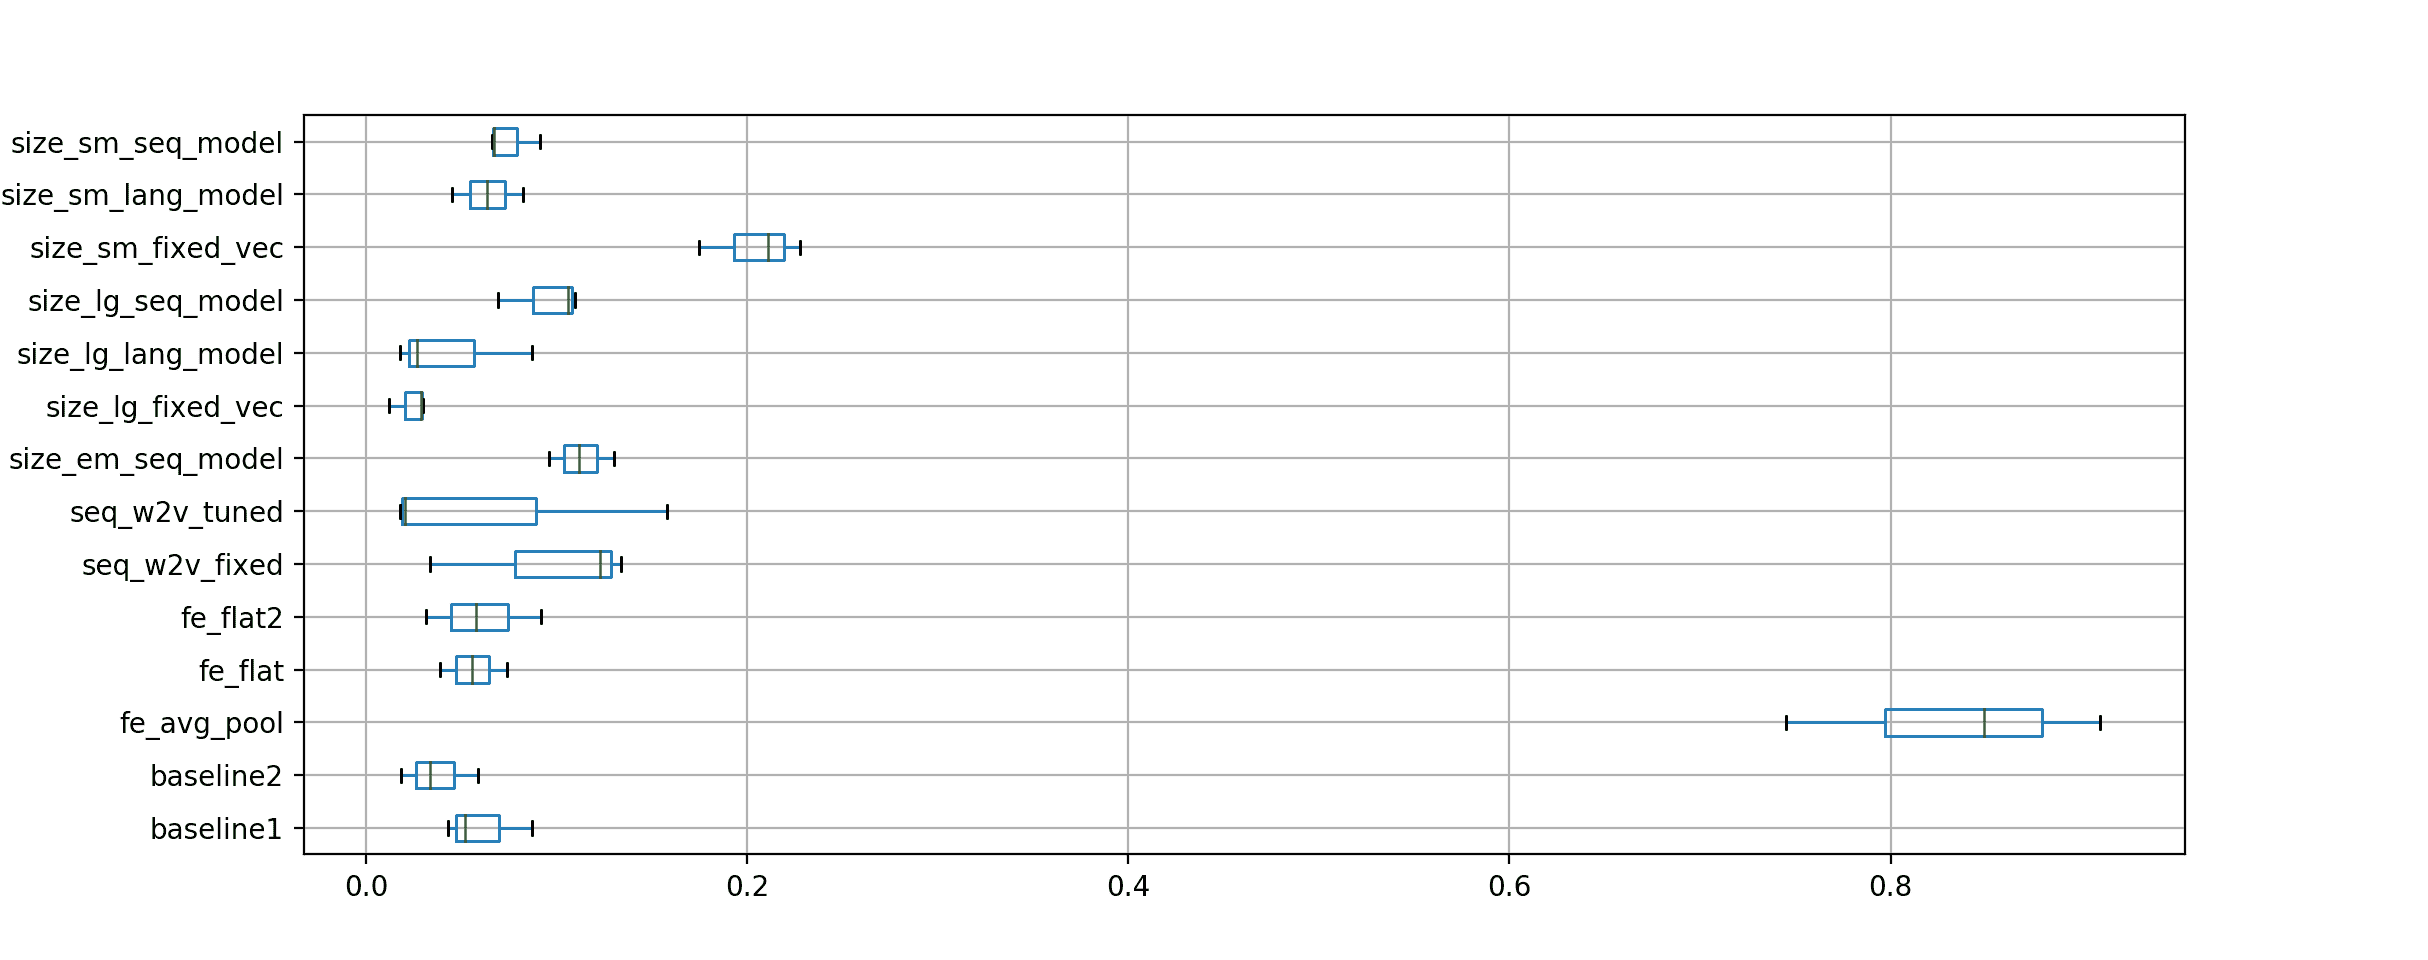 size_sm_seq_model
size_sm_lang_model
size_sm_fixed_vec
size_lg_seq_model
size_lg_lang_model
size_lg_fixed_vec
size_em_seq_model
seq_w2v_tuned
seq_w2v_fixed
fe_flat2
fe_flat
fe_avg_pool
baseline2
baseline1
0.0 0.2 0.4 0.6 0.8